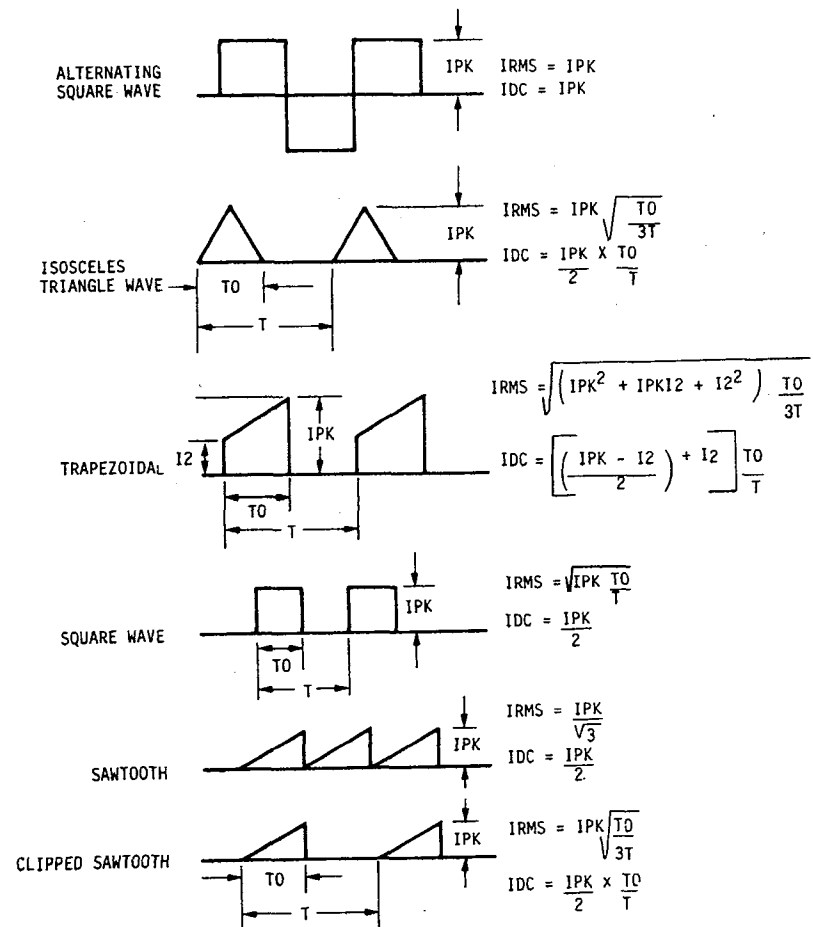 ALTERNATING
SQUARE WAVE
IPK
IRMS = IPK
IDC = IPK
ISOSCELES
TRIANGLE WAVE
TO
T
IPK
IRMS = IPK √(TO/3T)
IDC = IPK/2 X TO/T
TRAPEZOIDAL
I2
IPK
TO
T
IRMS = √((IPK² + IPKI2 + I2²) TO/3T)
IDC = [((IPK - I2)/2) + I2] TO/T
SQUARE WAVE
IPK
TO
T
IRMS = √(IPK TO/T)
IDC = IPK/2
SAWTOOTH
IPK
IRMS = IPK/√3
IDC = IPK/2.
CLIPPED SAWTOOTH
IPK
TO
T
IRMS = IPK √(TO/3T)
IDC = IPK/2 x TO/T